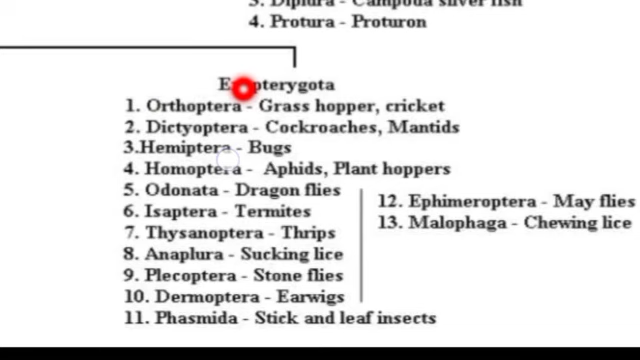 3. Diplura - Campoda silver fish
4. Protura - Proturon
pterygota
1. Orthoptera - Grass hopper, cricket
2. Dictyoptera - Cockroaches, Mantids
3.Hemiptera - Bugs
4. Homoptera - Aphids, Plant hoppers
5. Odonata - Dragon flies
6. Isaptera - Termites
7. Thysanoptera - Thrips
8. Anaplura - Sucking lice
9. Plecoptera - Stone flies
10. Dermoptera - Earwigs
11. Phasmida - Stick and leaf insects
12. Ephimeroptera - May flies
13. Malophaga - Chewing lice